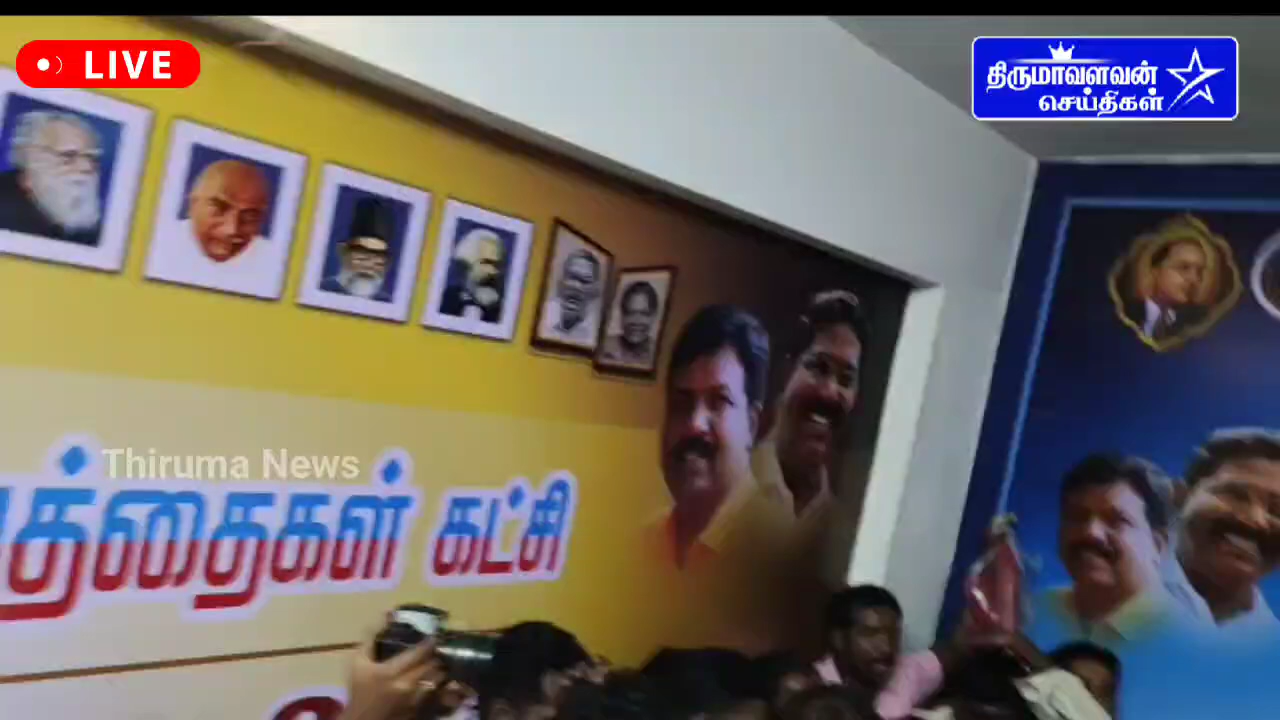 LIVE
திருமாவளவன்
செய்திகள்
Thiruma News
த்தைகள் கட்சி